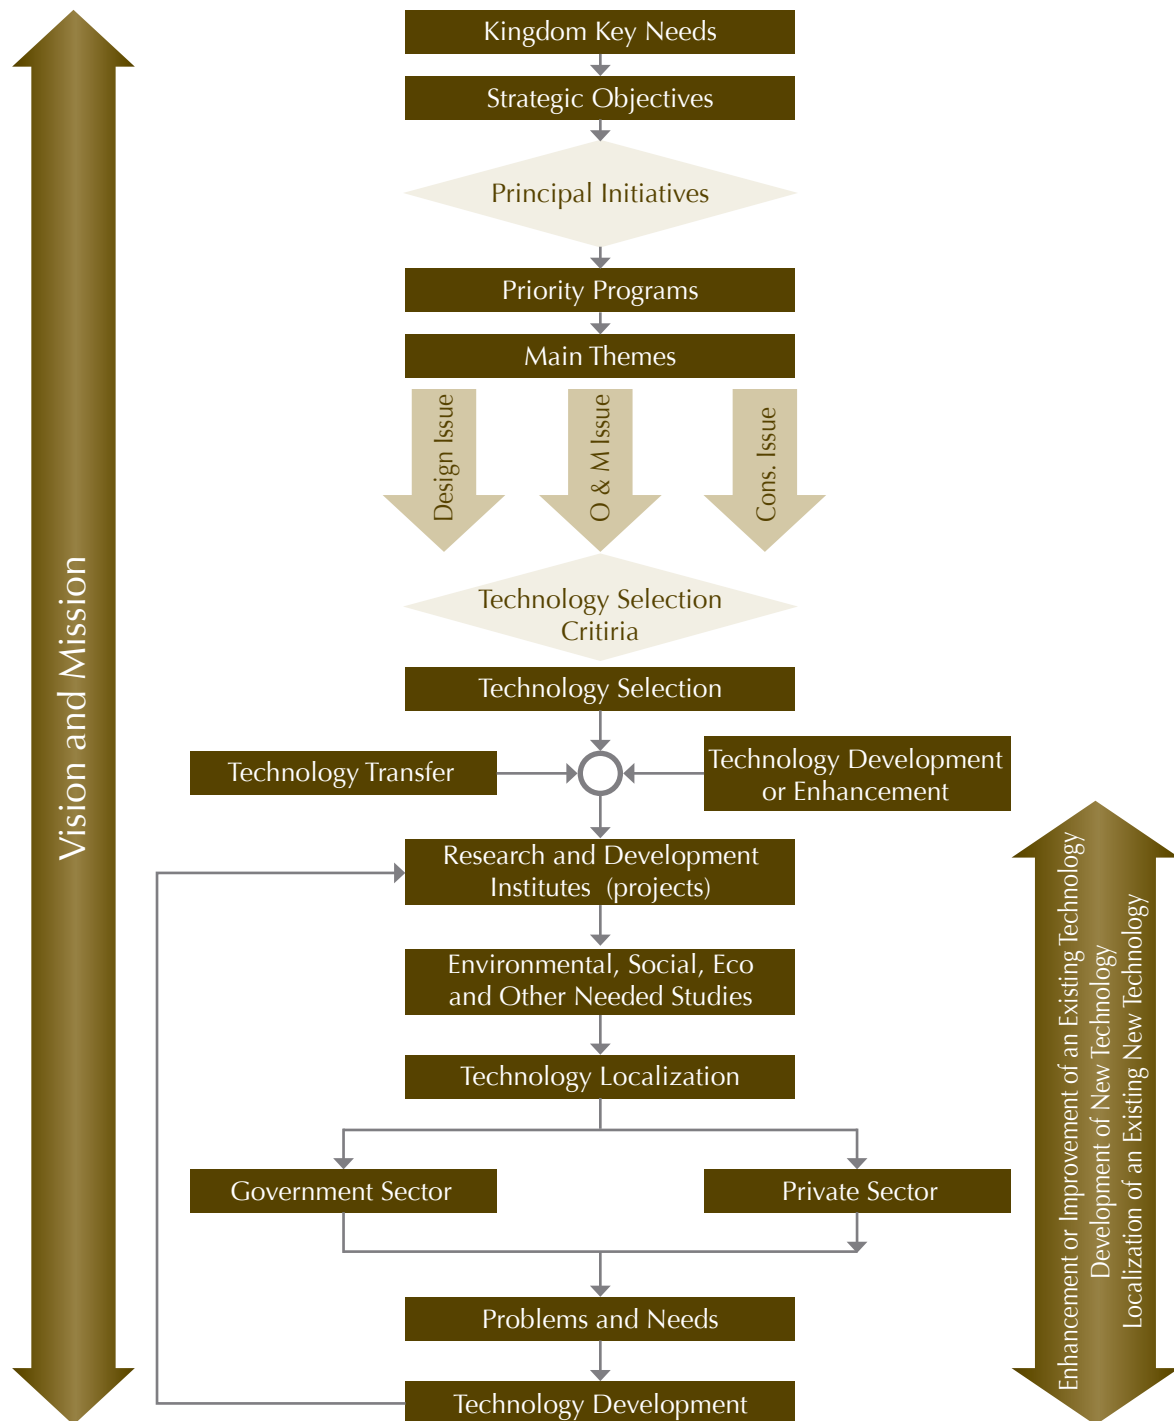 Kingdom Key Needs
Strategic Objectives
Principal Initiatives
Priority Programs
Main Themes
Design Issue
O & M Issue
Cons. Issue
Technology Selection
Critiria
Technology Selection
Technology Transfer
Technology Development
or Enhancement
Research and Development
Institutes (projects)
Environmental, Social, Eco
and Other Needed Studies
Technology Localization
Government Sector
Private Sector
Problems and Needs
Technology Development
Vision and Mission
Enhancement or Improvement of an Existing Technology
Development of New Technology
Localization of an Existing New Technology